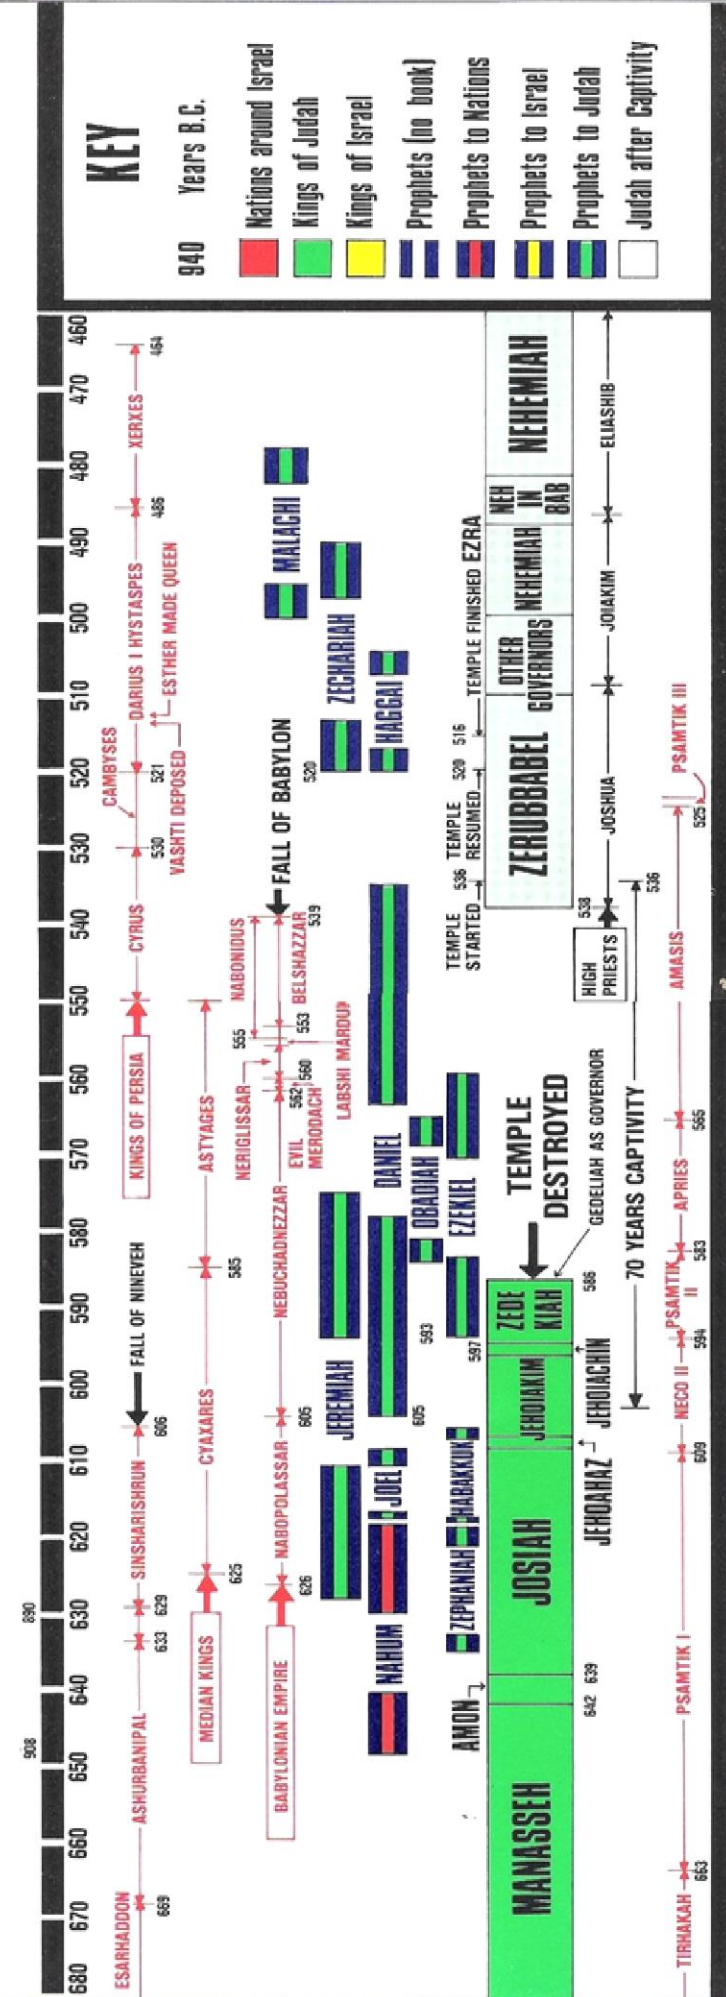 KEY
940 Years B.C.
Nations around Israel
Kings of Judah
Kings of Israel
Prophets (no book)
Prophets to Nations
Prophets to Israel
Prophets to Judah
Judah after Captivity
908
890
680
670
660
650
640
630
620
610
600
590
580
570
560
550
540
530
520
510
500
490
480
470
460
ESARHADDON
669
ASHURBANIPAL
633
629
SINSHARISHRUN
606
FALL OF NINEVEH
KINGS OF PERSIA
CYRUS
530
CAMBYSES
521
VASHTI DEPOSED
DARIUS I HYSTASPES
ESTHER MADE QUEEN
486
XERXES
464
MEDIAN KINGS
625
CYAXARES
585
ASTYAGES
BABYLONIAN EMPIRE
626
NABOPOLASSAR
605
NEBUCHADNEZZAR
562
EVIL
MERODACH
NERIGLISSAR
560
555
LABSHI MARDU?
553
NABONIDUS
BELSHAZZAR
539
FALL OF BABYLON
MALACHI
JEREMIAH
520
ZECHARIAH
NAHUM
JOEL
605
DANIEL
HAGGAI
593
OBADIAH
ZEPHANIAH
HABAKKUK
597
EZEKIEL
TEMPLE
STARTED
536
TEMPLE
RESUMED
520
516
TEMPLE FINISHED
EZRA
AMON
MANASSEH
JOSIAH
JEHOIAKIM
ZEDE
KIAH
TEMPLE
DESTROYED
ZERUBBABEL
OTHER
GOVERNORS
NEHEMIAH
NEH
IN
BAB
NEHEMIAH
642
639
JEHOAHAZ
JEHOIACHIN
586
GEDELIAH AS GOVERNOR
HIGH
PRIESTS
538
JOSHUA
JOIAKIM
ELIASHIB
70 YEARS CAPTIVITY
536
TIRHAKAH
663
PSAMTIK I
609
NECO II
594
PSAMTIK
II
583
APRIES
565
AMASIS
525
PSAMTIK III